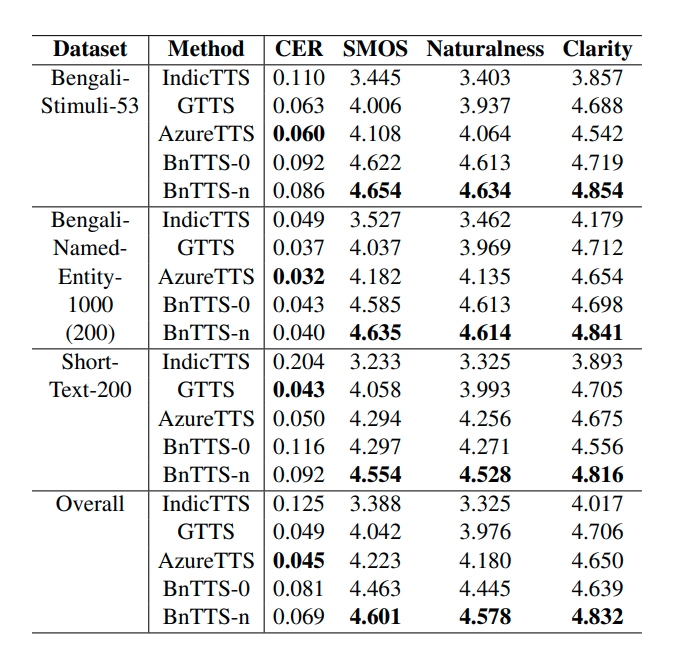 Dataset Method CER SMOS Naturalness Clarity
Bengali- IndicTTS 0.110 3.445 3.403 3.857
Stimuli-53 GTTS 0.063 4.006 3.937 4.688
AzureTTS 0.060 4.108 4.064 4.542
BnTTS-0 0.092 4.622 4.613 4.719
BnTTS-n 0.086 4.654 4.634 4.854
Bengali- IndicTTS 0.049 3.527 3.462 4.179
Named- GTTS 0.037 4.037 3.969 4.712
Entity- AzureTTS 0.032 4.182 4.135 4.654
1000 BnTTS-0 0.043 4.585 4.613 4.698
(200) BnTTS-n 0.040 4.635 4.614 4.841
Short- IndicTTS 0.204 3.233 3.325 3.893
Text-200 GTTS 0.043 4.058 3.993 4.705
AzureTTS 0.050 4.294 4.256 4.675
BnTTS-0 0.116 4.297 4.271 4.556
BnTTS-n 0.092 4.554 4.528 4.816
Overall IndicTTS 0.125 3.388 3.325 4.017
GTTS 0.049 4.042 3.976 4.706
AzureTTS 0.045 4.223 4.180 4.650
BnTTS-0 0.081 4.463 4.445 4.639
BnTTS-n 0.069 4.601 4.578 4.832